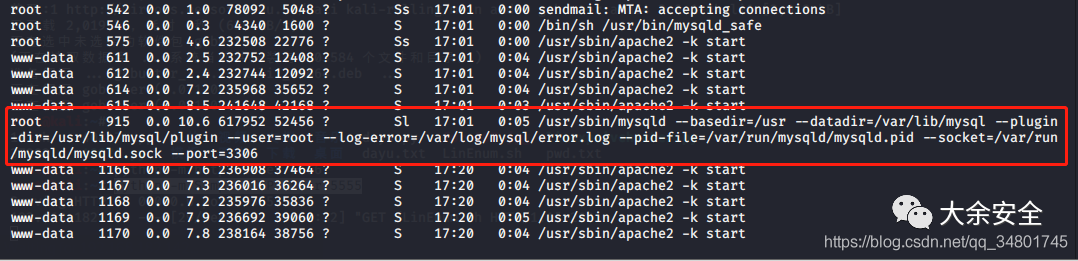 root 542 0.0 1.0 78092 5048 ? Ss 17:01 0:00 sendmail: MTA: accepting connections
root 546 0.0 0.3 4340 1600 ? S 17:01 0:00 /bin/sh /usr/bin/mysqld_safe
root 575 0.0 4.6 232508 22776 ? Ss 17:01 0:00 /usr/sbin/apache2 -k start
www-data 611 0.0 2.5 232752 12408 ? S 17:01 0:04 /usr/sbin/apache2 -k start
www-data 612 0.0 2.4 232744 12092 ? S 17:01 0:04 /usr/sbin/apache2 -k start
www-data 614 0.0 7.2 235968 35652 ? S 17:01 0:04 /usr/sbin/apache2 -k start
www-data 615 0.0 8.5 241648 42168 ? S 17:01 0:03 /usr/sbin/apache2 -k start
root 915 0.0 10.6 617952 52456 ? Sl 17:01 0:05 /usr/sbin/mysqld --basedir=/usr --datadir=/var/lib/mysql --plugin
-dir=/usr/lib/mysql/plugin --user=root --log-error=/var/log/mysql/error.log --pid-file=/var/run/mysqld/mysqld.pid --socket=/var/run
/mysqld/mysqld.sock --port=3306
www-data 1166 0.0 7.6 236908 37464 ? S 17:20 0:04 /usr/sbin/apache2 -k start
www-data 1167 0.0 7.3 236016 36264 ? S 17:20 0:04 /usr/sbin/apache2 -k start
www-data 1168 0.0 7.2 235976 35836 ? S 17:20 0:04 /usr/sbin/apache2 -k start
www-data 1169 0.0 7.9 236692 39060 ? S 17:20 0:05 /usr/sbin/apache2 -k start
www-data 1170 0.0 7.8 238164 38756 ? S 17:20 0:04 /usr/sbin/apache2 -k start
大余安全
https://blog.csdn.net/qq_34801745